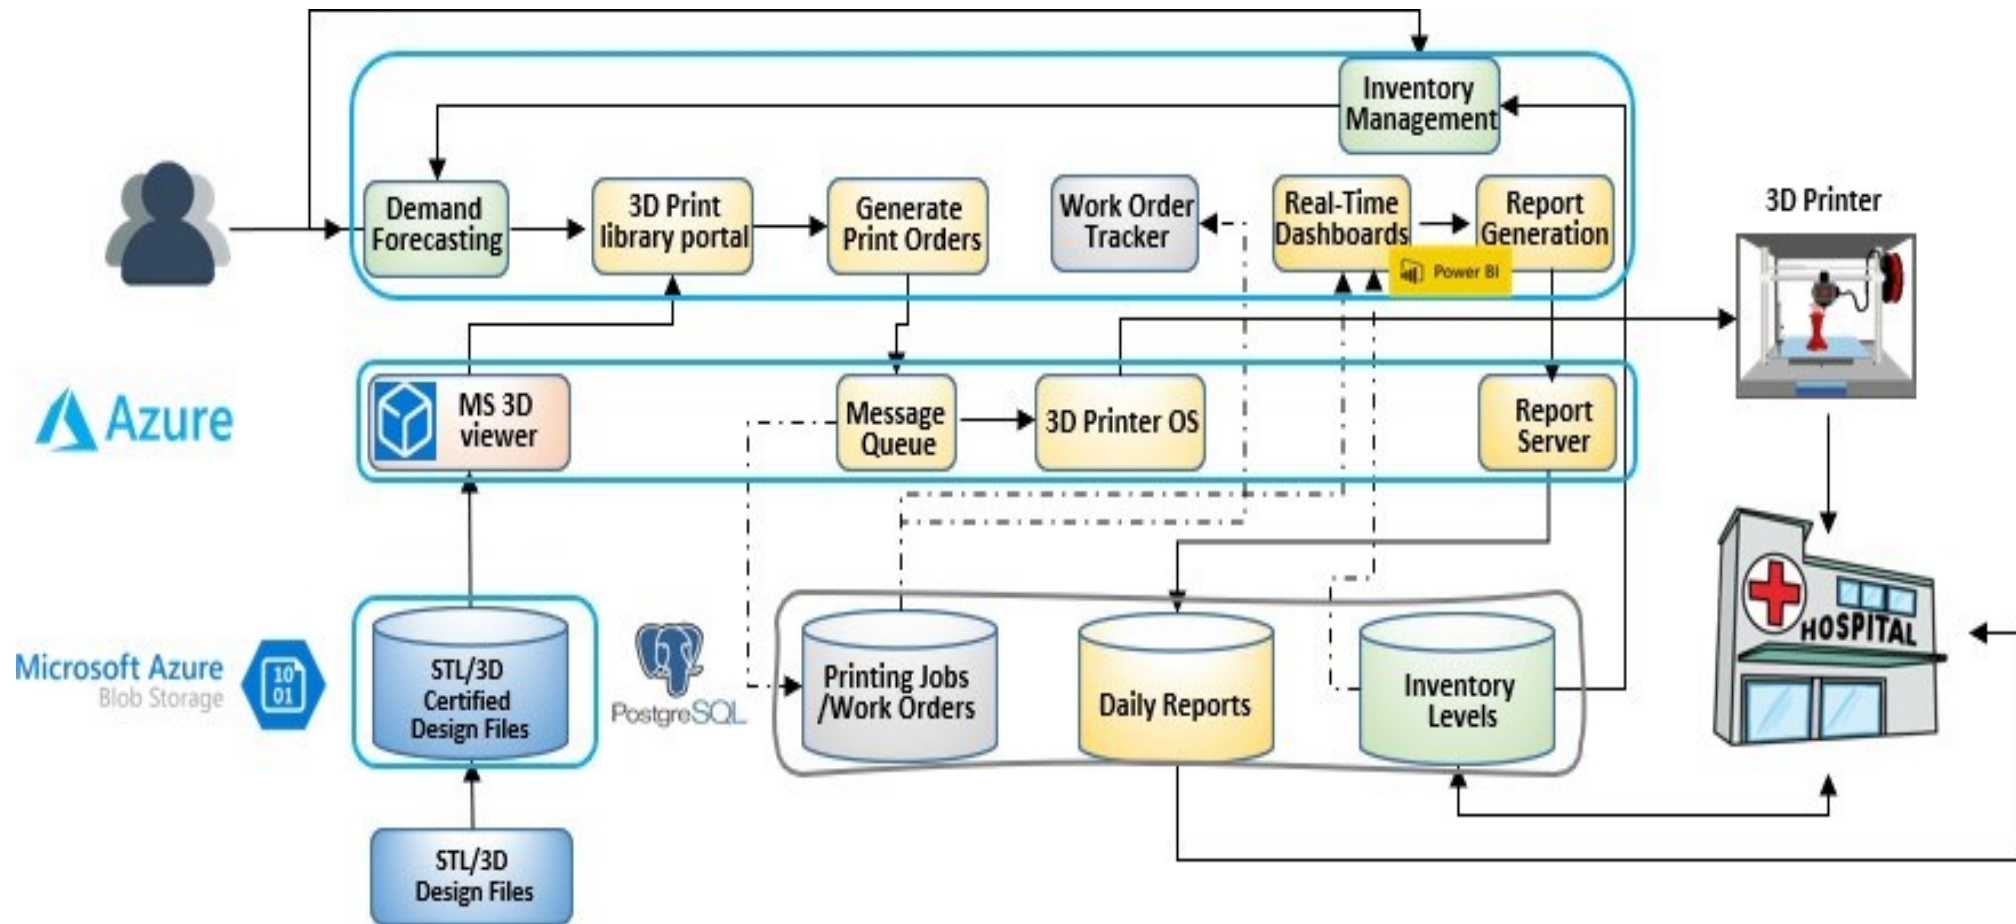 Inventory
Management
Demand
Forecasting
3D Print
library portal
Generate
Print Orders
Work Order
Tracker
Real-Time
Dashboards
Report
Generation
Power BI
3D Printer
Azure
MS 3D
viewer
Message
Queue
3D Printer OS
Report
Server
Microsoft Azure
Blob Storage
10
01
STL/3D
Certified
Design Files
PostgreSQL
Printing Jobs
/Work Orders
Daily Reports
Inventory
Levels
HOSPITAL
STL/3D
Design Files